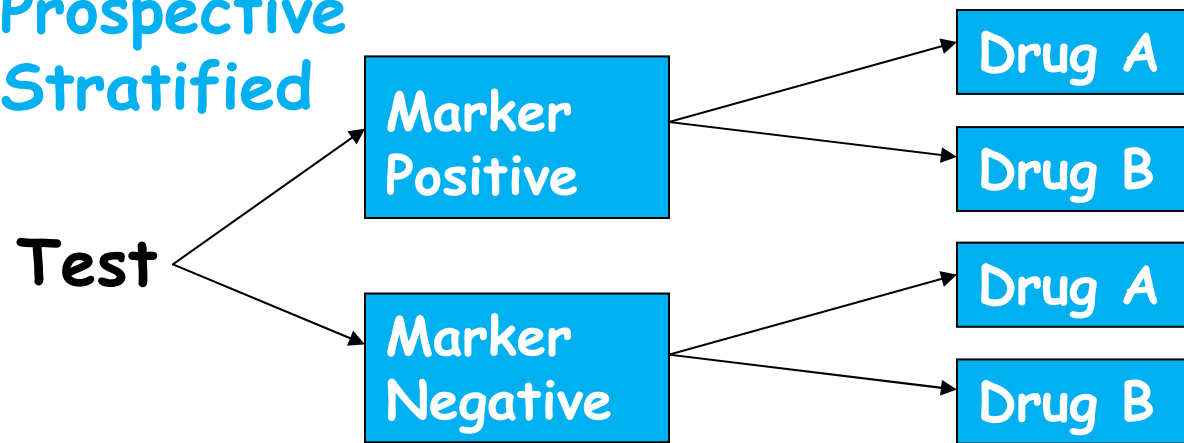 Prospective
Stratified
Test
Marker
Positive
Marker
Negative
Drug A
Drug B
Drug A
Drug B